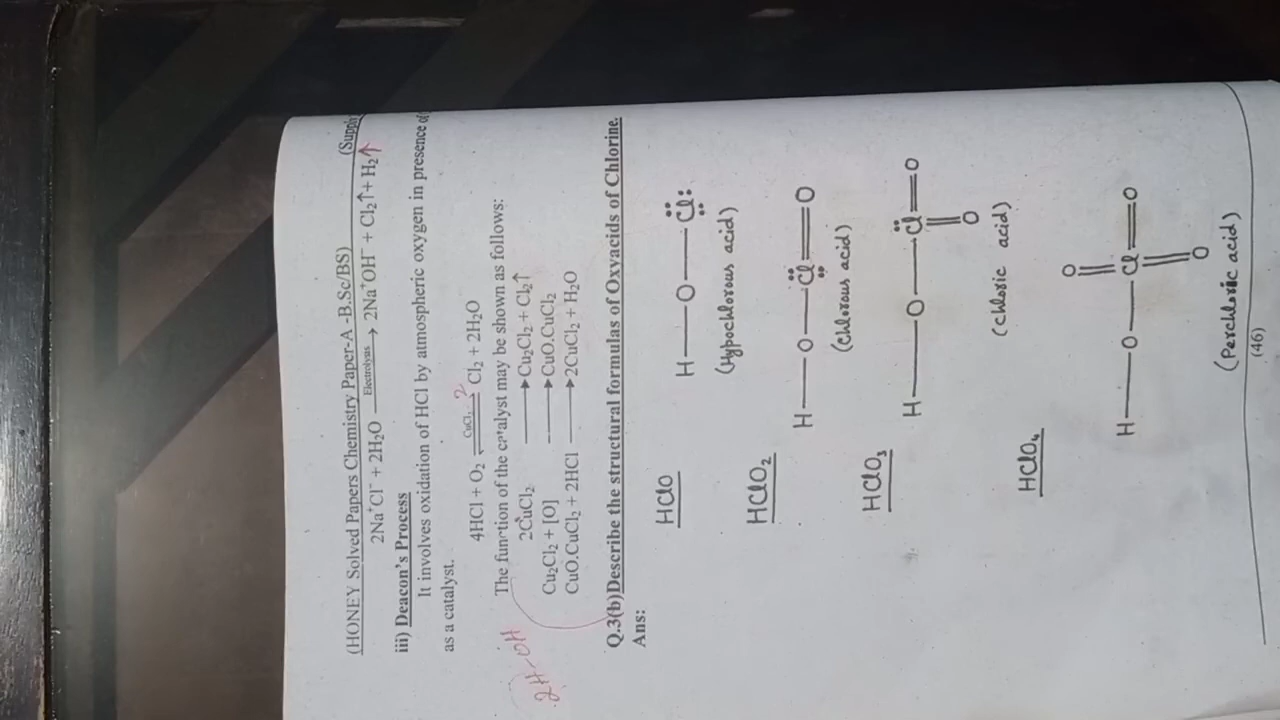 (HONEY Solved Papers Chemistry Paper-A -B.Sc/BS) (Supply
2Na⁺Cl⁻ + 2H₂O —Electrolysis→ 2Na⁺OH⁻ + Cl₂↑ + H₂↑
iii) Deacon's Process
It involves oxidation of HCl by atmospheric oxygen in presence of
as a catalyst.
4HCl + O₂ ⇌ Cl₂ + 2H₂O
CuCl₂
2
The function of the catalyst may be shown as follows:
2CuCl₂ → Cu₂Cl₂ + Cl₂↑
Cu₂Cl₂ + [O] → CuO.CuCl₂
CuO.CuCl₂ + 2HCl → 2CuCl₂ + H₂O
2H-OH
Q.3(b)Describe the structural formulas of Oxyacids of Chlorine.
Ans:
HClO
H—O—Cl:
(Hypochlorous acid)
HClO₂
H—O—Cl=O
(Chlorous acid)
HClO₃
H—O—Cl=O
O
(Chloric acid)
HClO₄
O
H—O—Cl=O
O
(Perchloric acid)
(46)